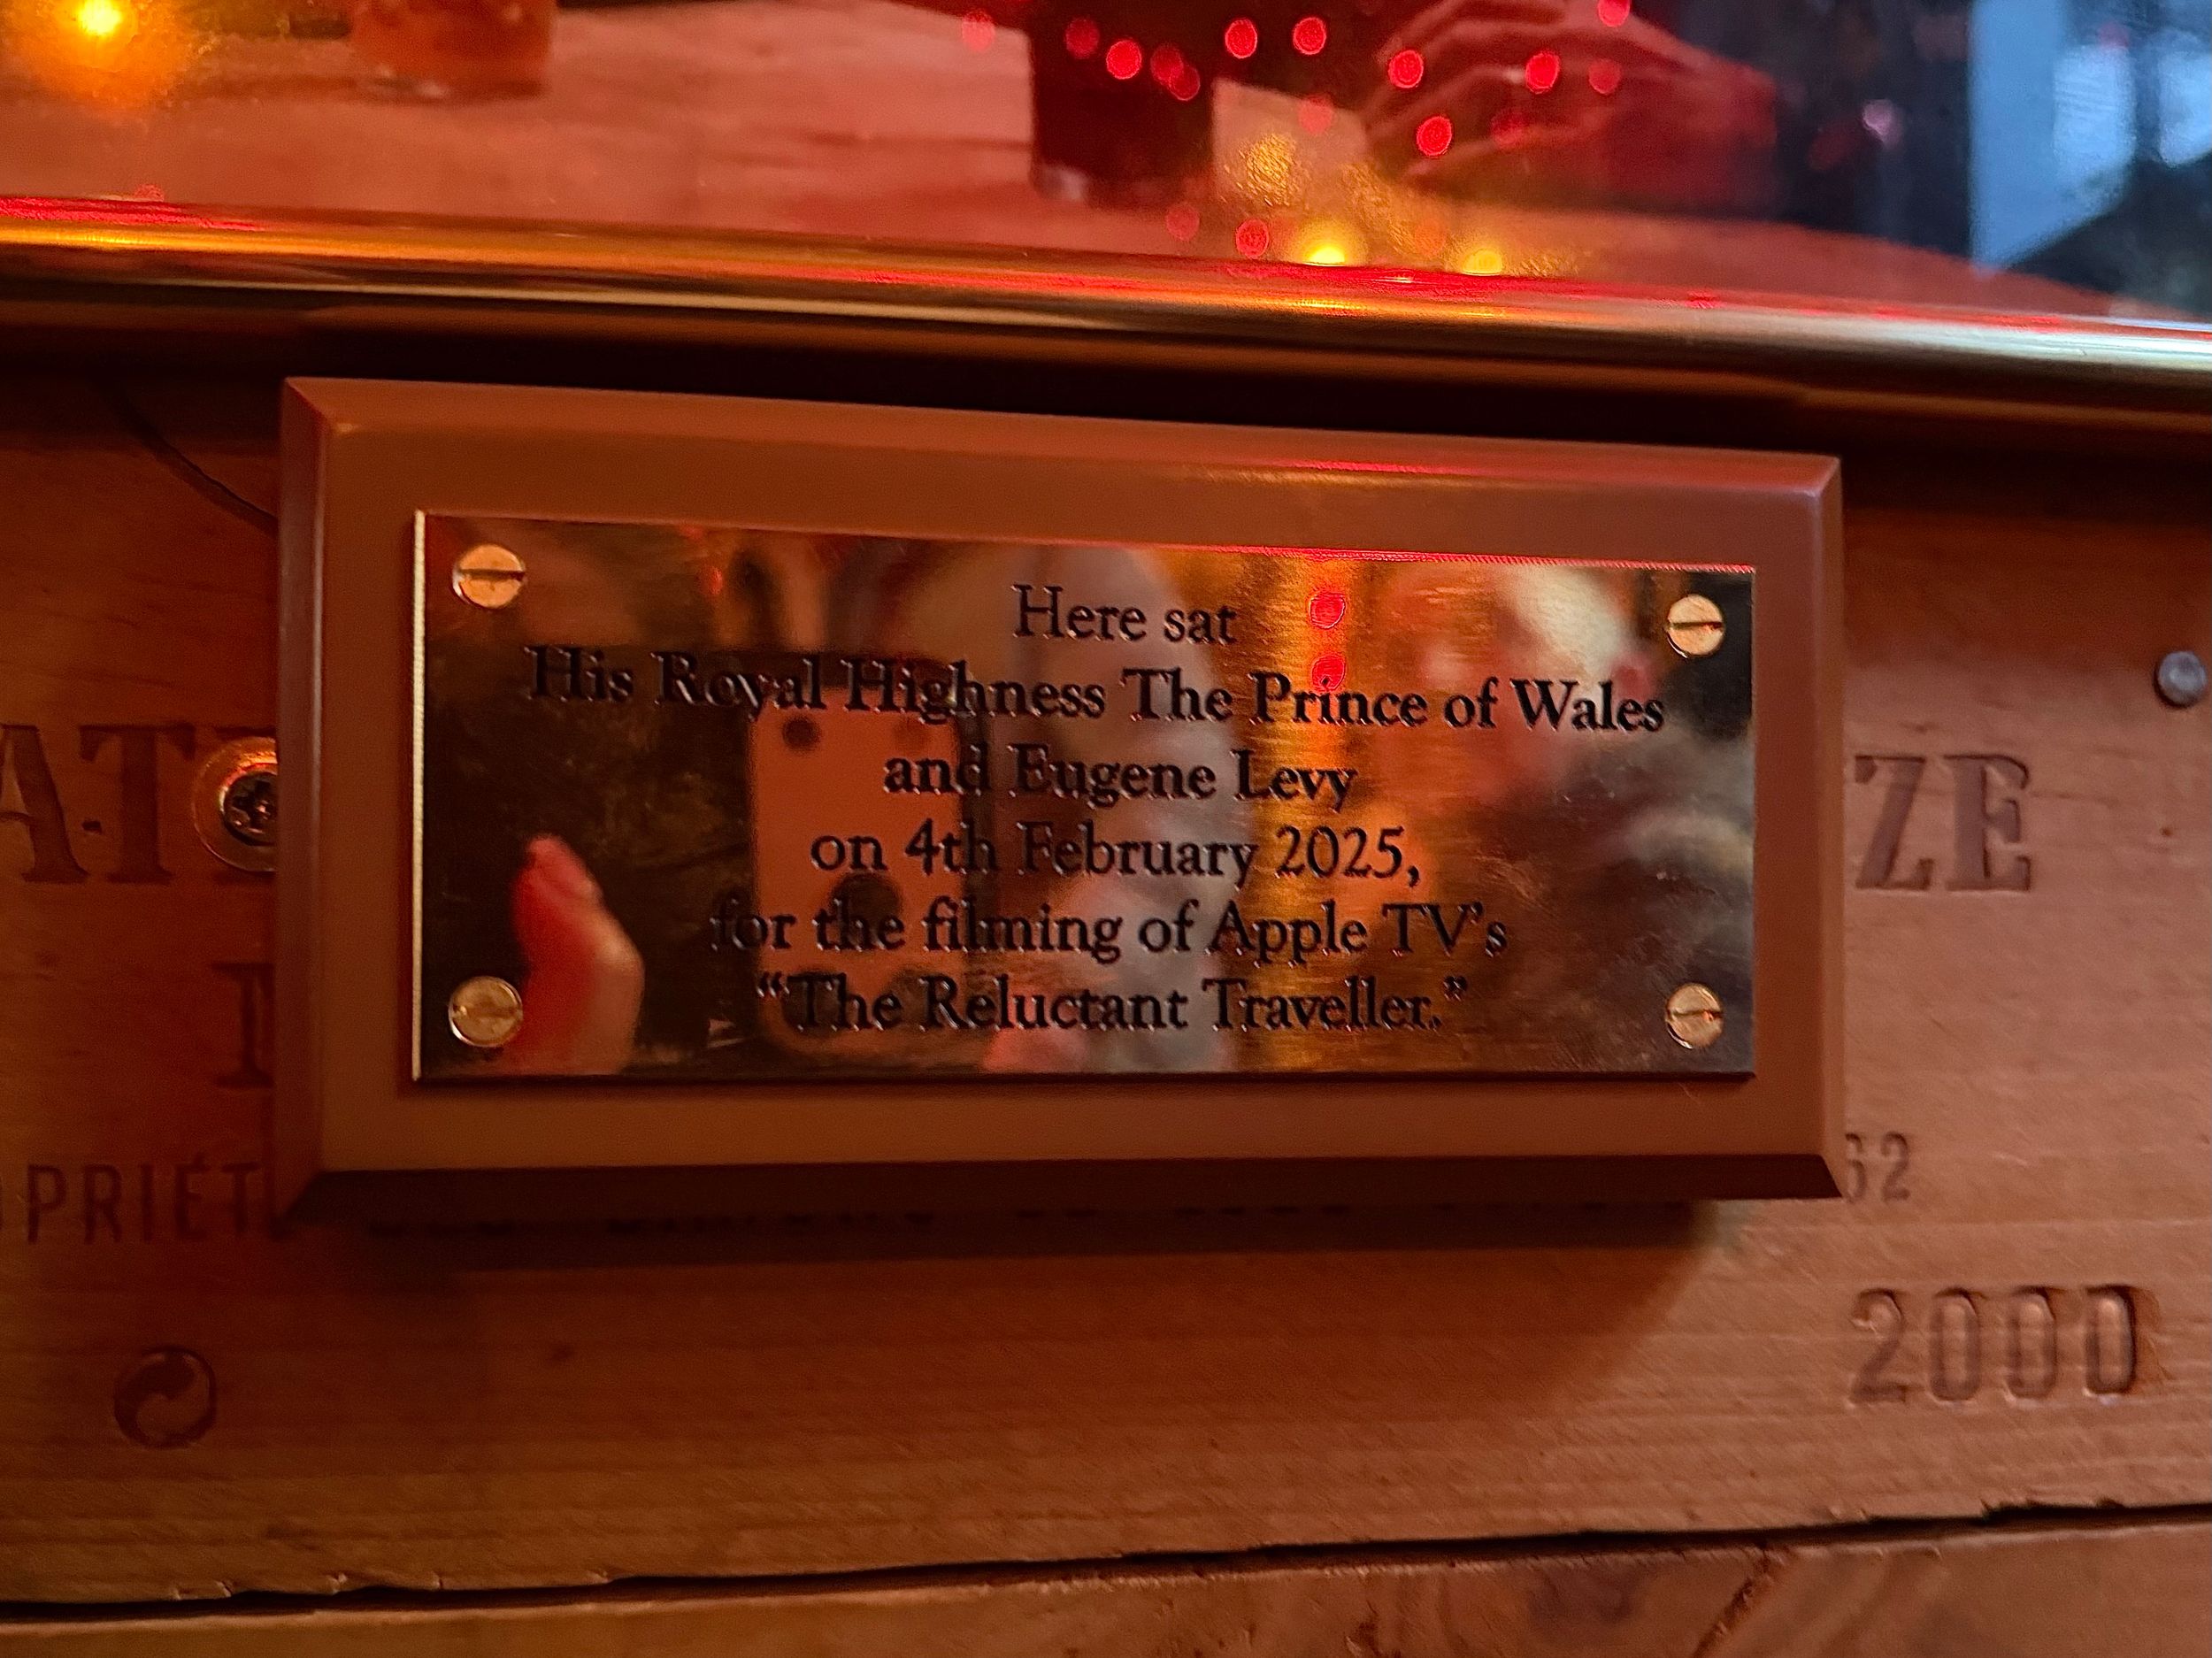 Here sat
His Royal Highness The Prince of Wales
and Eugene Levy
on 4th February 2025,
for the filming of Apple TV's
“The Reluctant Traveller.”
2000